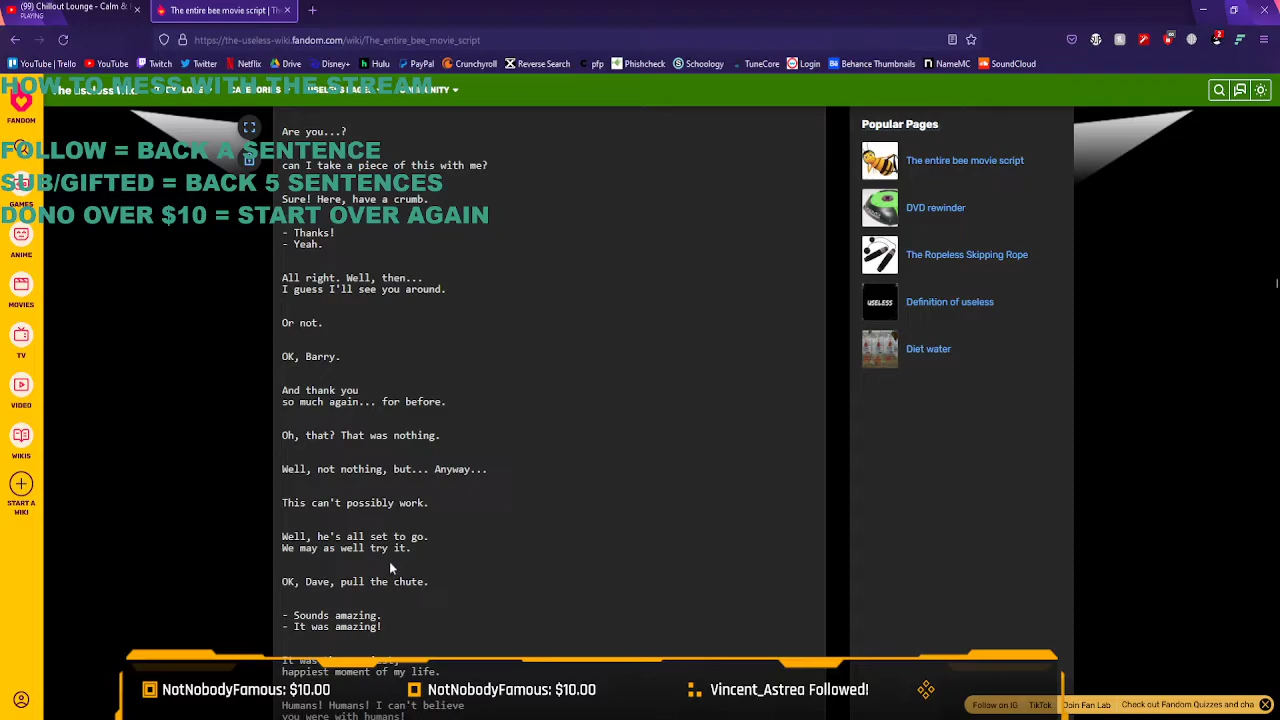 (99) Chillout Lounge - Calm &
PLAYING
The entire bee movie script | Th
https://the-useless-wiki.fandom.com/wiki/The_entire_bee_movie_script
YouTube | Trello
YouTube
Twitch
Netflix
Drive
Disney+
Hulu
PayPal
Crunchyroll
Reverse Search
pfp
Phishcheck
Schoology
TuneCore
Login
Behance Thumbnails
NameMC
SoundCloud
HOW TO MESS WITH THE STREAM
FOLLOW = BACK A SENTENCE
SUB/GIFTED = BACK 5 SENTENCES
DONO OVER $10 = START OVER AGAIN
FANDOM
GAMES
ANIME
MOVIES
TV
VIDEO
WIKIS
START A
WIKI
Are you...?
can I take a piece of this with me?
Sure! Here, have a crumb.
- Thanks!
- Yeah.
All right. Well, then...
I guess I'll see you around.
Or not.
OK, Barry.
And thank you
so much again... for before.
Oh, that? That was nothing.
Well, not nothing, but... Anyway...
This can't possibly work.
Well, he's all set to go.
We may as well try it.
OK, Dave, pull the chute.
- Sounds amazing.
- It was amazing!
happiest moment of my life.
Humans! Humans! I can't believe
you were with humans!
Popular Pages
The entire bee movie script
DVD rewinder
The Ropeless Skipping Rope
USELESS
Definition of useless
Diet water
NotNobodyFamous: $10.00
NotNobodyFamous: $10.00
Vincent_Astrea Followed!
Follow on IG
TikTok
Join Fan Lab
Check out Fandom Quizzes and cha